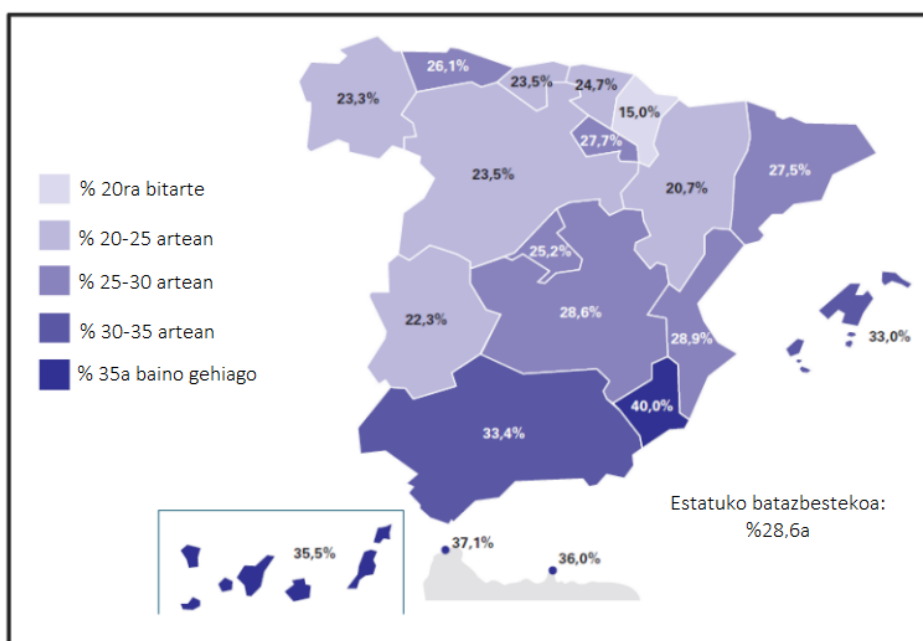 26,1%
23,5%
24,7%
23,3%
15,0%
27,7%
27,5%
% 20ra bitarte
23,5%
20,7%
% 20-25 artean
25,2%
% 25-30 artean
28,6%
22,3%
% 30-35 artean
28,9%
33,0%
% 35a baino gehiago
40,0%
33,4%
Estatuko batazbestekoa:
%28,6a
35,5%
37,1%
36,0%